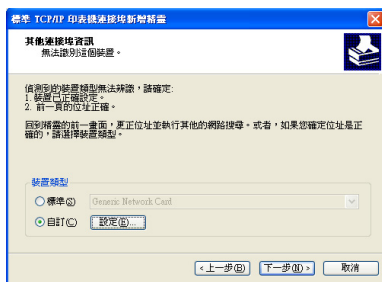 標準 TCP/IP 印表機連接埠新增精靈
其他連接埠資訊
無法識別這個裝置。
偵測到的裝置類型無法辨識，請確定:
1. 裝置已正確設定。
2. 前一頁的位址正確。
回到精靈的前一畫面，更正位址並執行其他的網路搜尋。或者，如果您確定位址是正
確的，請選擇裝置類型。
裝置類型
標準(S) Generic Network Card
自訂(C) 設定(E)...
<上一步(B) 下一步(N)> 取消